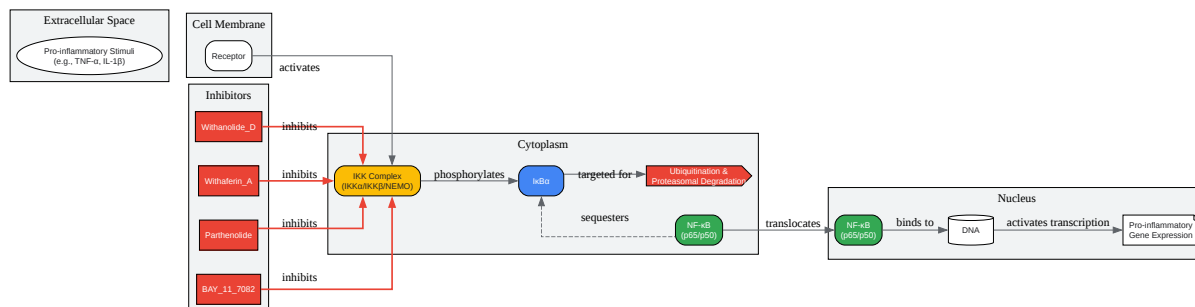 Extracellular Space
Pro-inflammatory Stimuli
(e.g., TNF-α, IL-1β)
Cell Membrane
Receptor
activates
Inhibitors
Withanolide_D
inhibits
Withaferin_A
inhibits
Parthenolide
inhibits
BAY_11_7082
inhibits
Cytoplasm
IKK Complex
(IKKα/IKKβ/NEMO)
phosphorylates
IκBα
targeted for
Ubiquitination &
Proteasomal Degradation
sequesters
NF-κB
(p65/p50)
translocates
Nucleus
NF-κB
(p65/p50)
binds to
DNA
activates transcription
Pro-inflammatory
Gene Expression